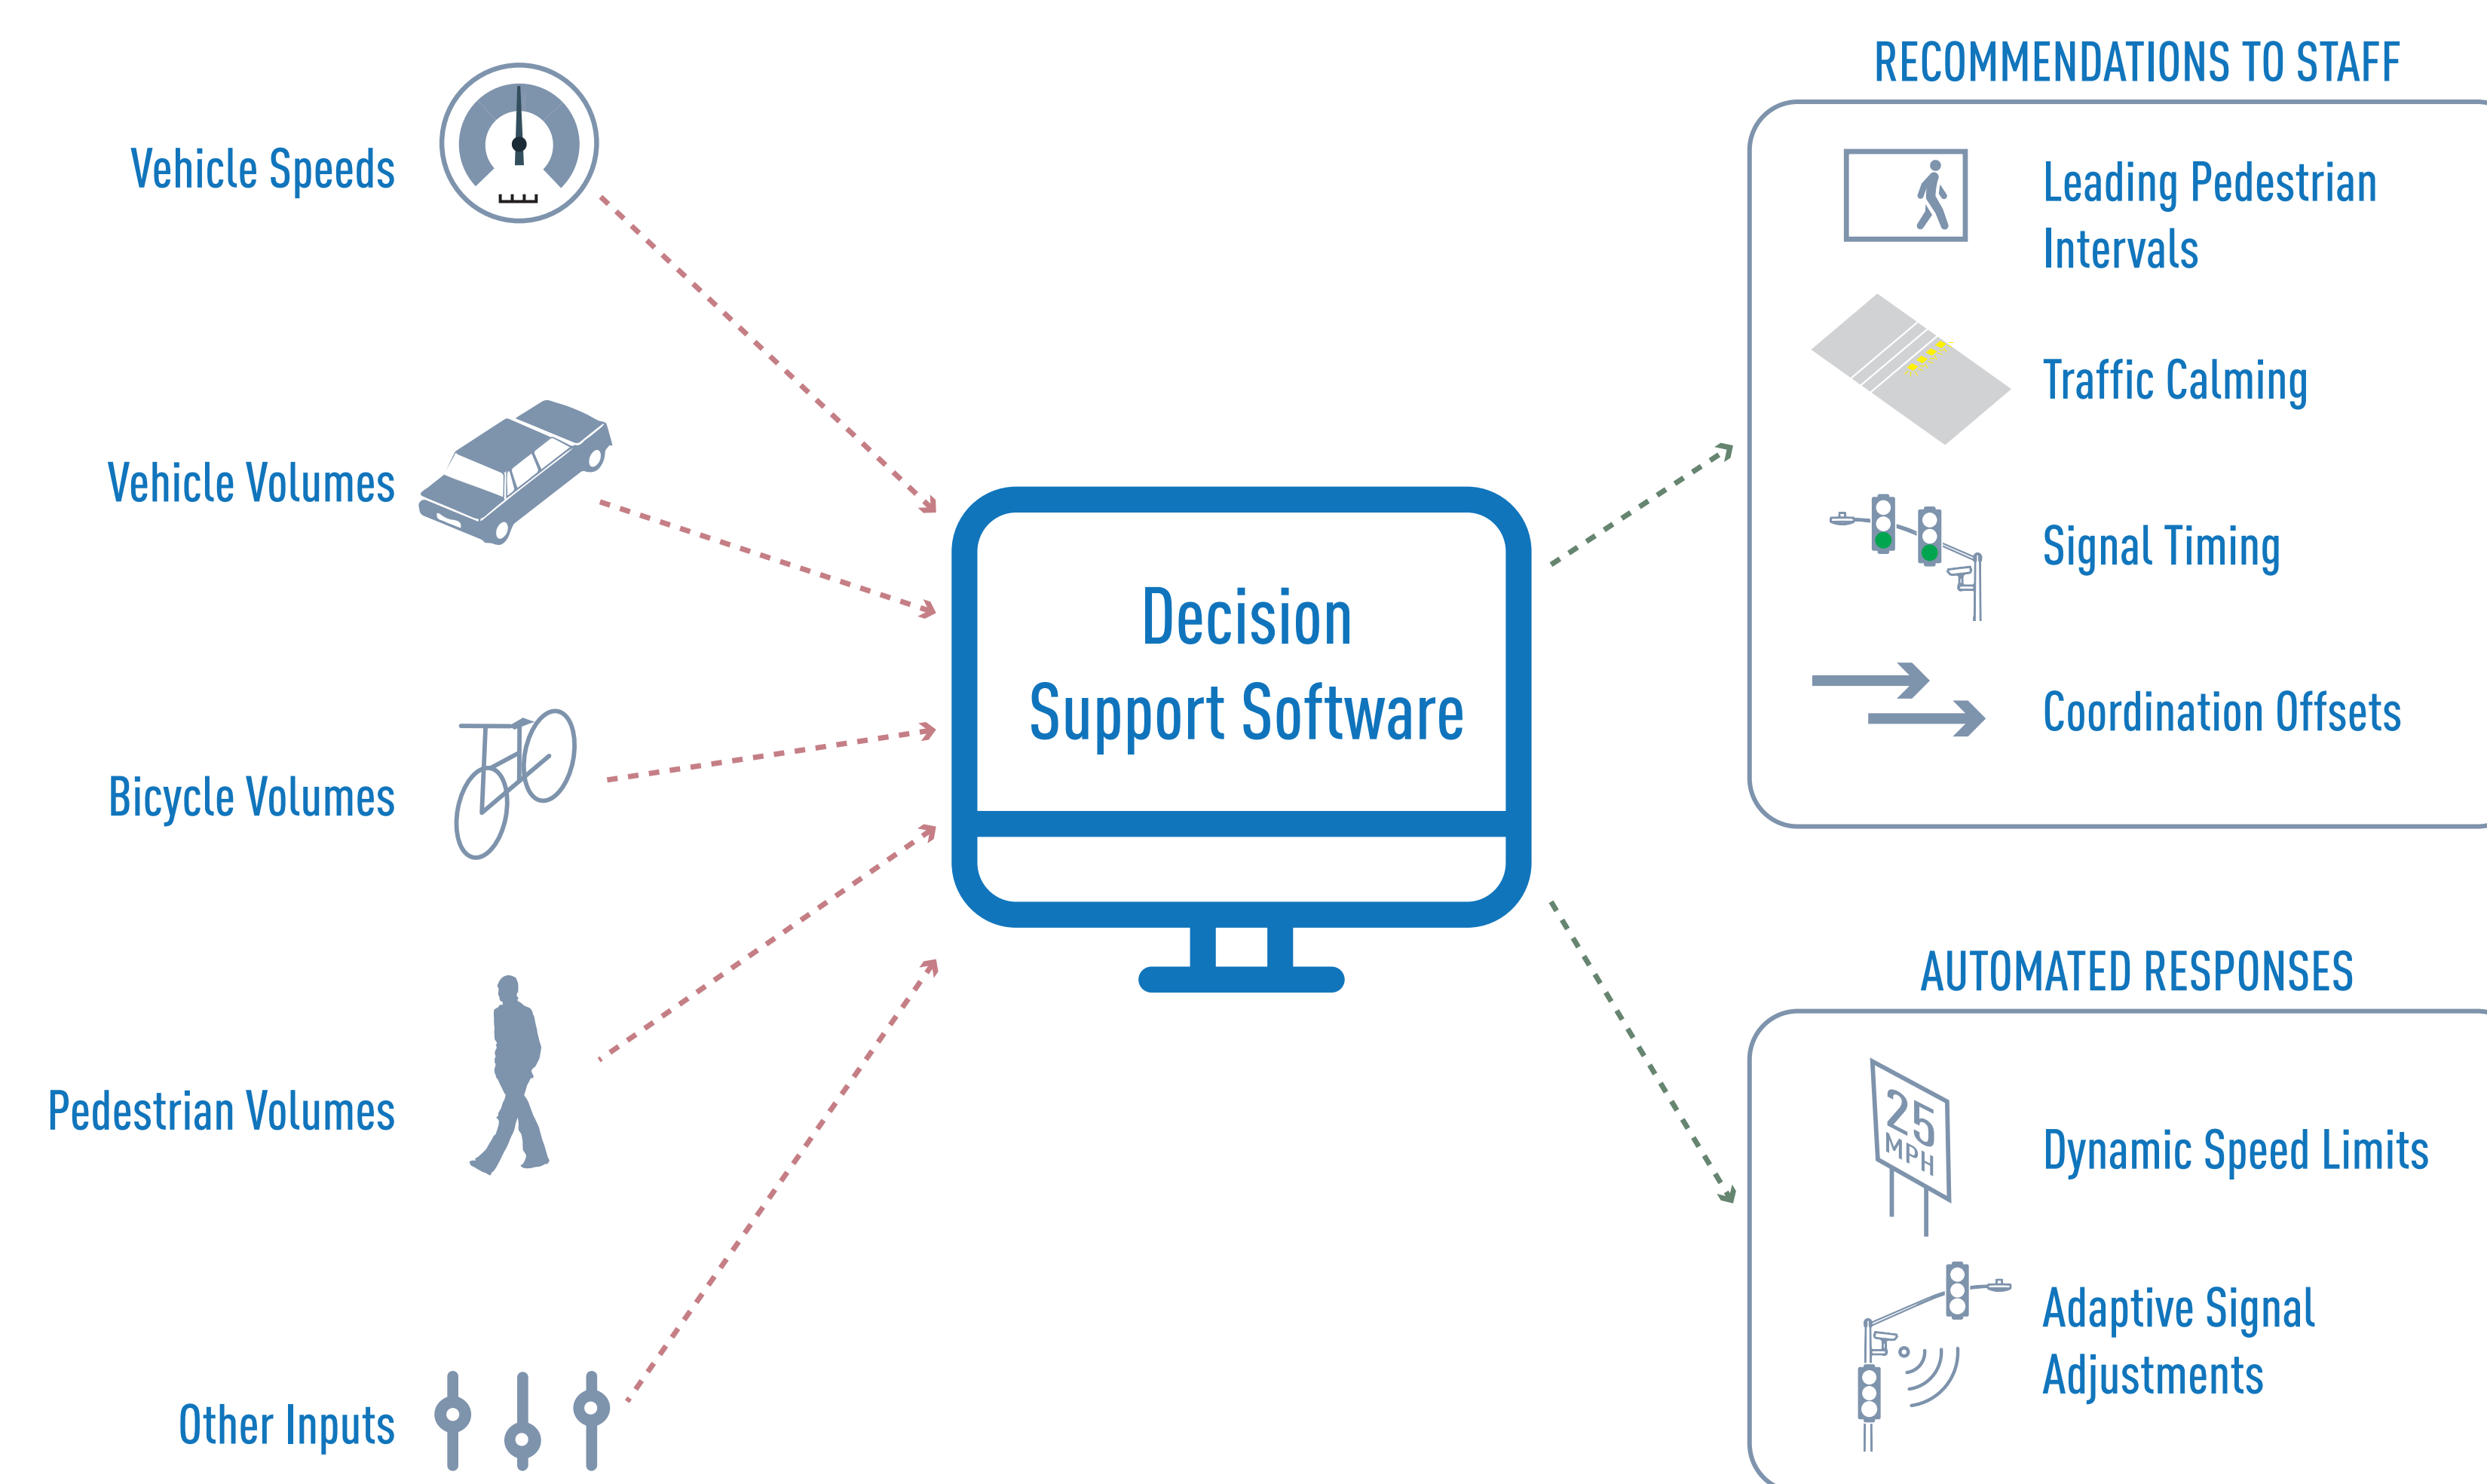 Vehicle Speeds
Vehicle Volumes
Bicycle Volumes
Pedestrian Volumes
Other Inputs
Decision
Support Software
RECOMMENDATIONS TO STAFF
Leading Pedestrian
Intervals
Traffic Calming
Signal Timing
Coordination Offsets
AUTOMATED RESPONSES
25
MPH
Dynamic Speed Limits
Adaptive Signal
Adjustments